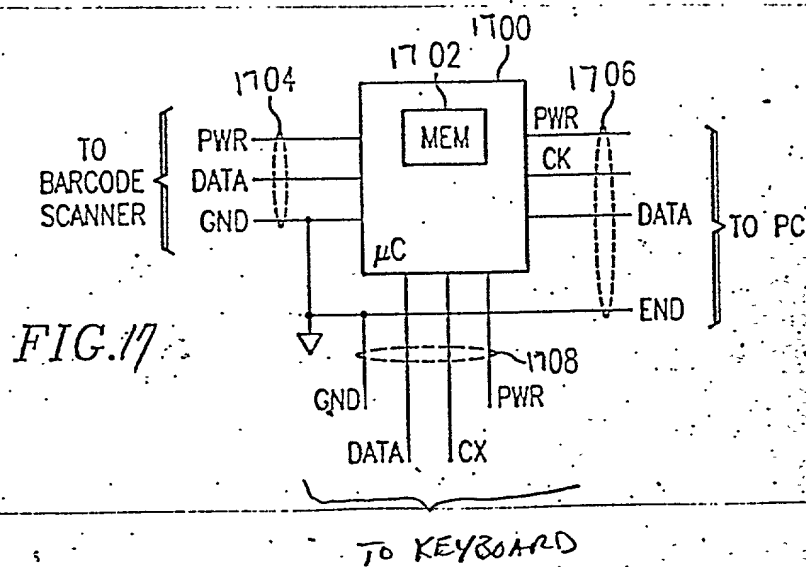 1700
1702
1704
1706
MEM
TO
BARCODE
SCANNER
PWR
DATA
GND
μC
PWR
CK
DATA
END
TO PC
FIG.17
1708
GND
PWR
DATA
CX
TO KEYBOARD